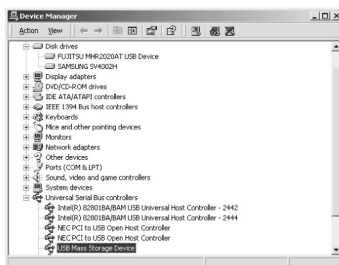 Device Manager
Action View
Disk drives
FUJITSU MHR2020AT USB Device
SAMSUNG SV4002H
Display adapters
DVD/CD-ROM drives
IDE ATA/ATAPI controllers
IEEE 1394 Bus host controllers
Keyboards
Mice and other pointing devices
Monitors
Network adapters
Other devices
Ports (COM & LPT)
Sound, video and game controllers
System devices
Universal Serial Bus controllers
Intel(R) 82801BA/BAM USB Universal Host Controller - 2442
Intel(R) 82801BA/BAM USB Universal Host Controller - 2444
NEC PCI to USB Open Host Controller
NEC PCI to USB Open Host Controller
USB Mass Storage Device